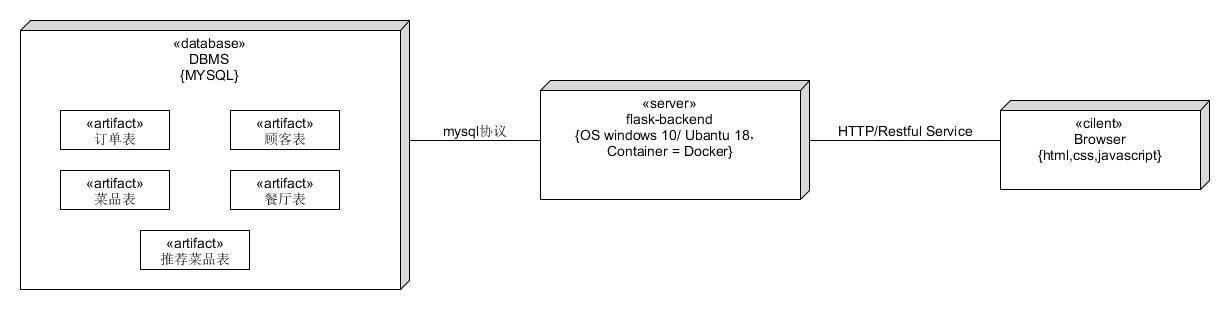 «database»
DBMS
{MYSQL}
«artifact»
订单表
«artifact»
顾客表
«artifact»
菜品表
«artifact»
餐厅表
«artifact»
推荐菜品表
mysql协议
«server»
flask-backend
{OS windows 10/ Ubantu 18，
Container = Docker}
HTTP/Restful Service
«cilent»
Browser
{html,css,javascript}